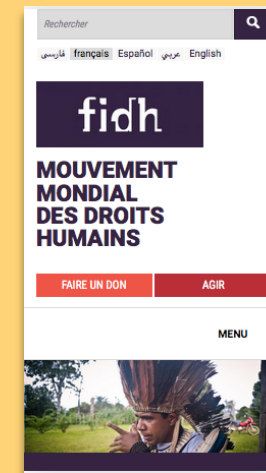 Rechercher
فارسی français Español عربي English
fidh
MOUVEMENT
MONDIAL
DES DROITS
HUMAINS
FAIRE UN DON AGIR
MENU